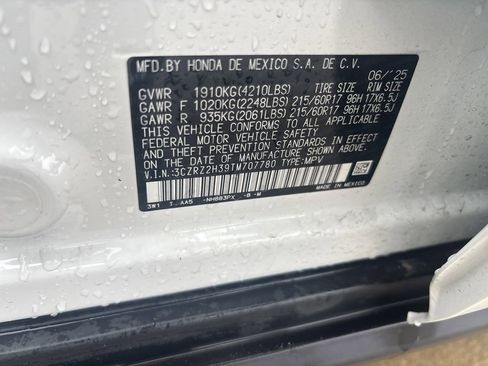 MFD.BY HONDA DE MEXICO S.A. DE C.V.
06/'25
TIRE SIZE RIM SIZE
GVWR 1910KG(4210LBS)
GAWR F 1020KG(2248LBS) 215/60R17 96H 17X6.5J
GAWR R 935KG(2061LBS) 215/60R17 96H 17X6.5J
THIS VEHICLE CONFORMS TO ALL APPLICABLE
FEDERAL MOTOR VEHICLE SAFETY, BUMPER,
AND THEFT PREVENTION STANDARDS IN EFFECT
ON THE DATE OF MANUFACTURE SHOWN ABOVE.
V.I.N.:3CZRZ2H39TM707780 TYPE:MPV
3W1 AA5 -NH883PX -B -M